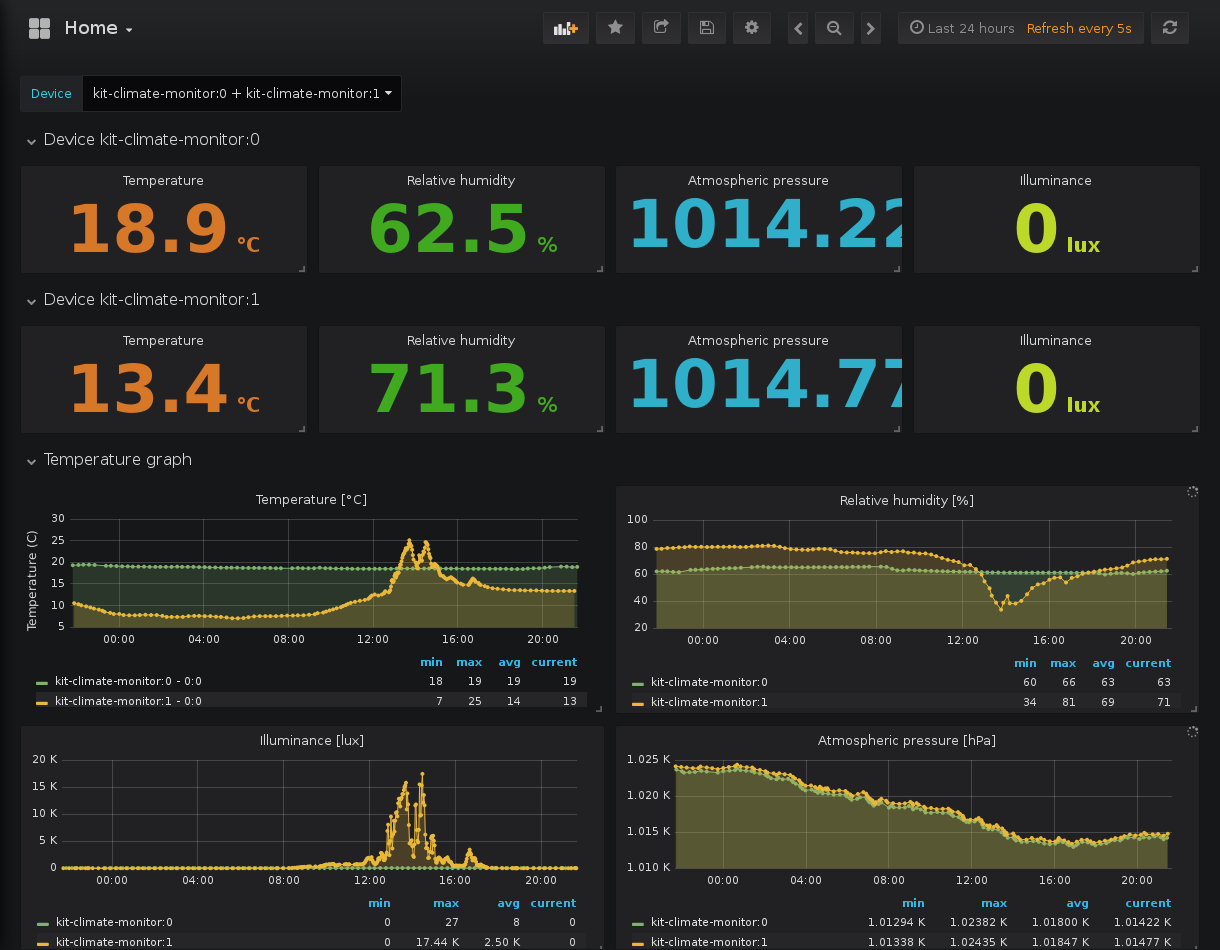 Home
Last 24 hours Refresh every 5s
Device kit-climate-monitor:0 + kit-climate-monitor:1
Device kit-climate-monitor:0
Temperature Relative humidity Atmospheric pressure Illuminance
18.9 °C 62.5 % 1014.22 0 lux
Device kit-climate-monitor:1
Temperature Relative humidity Atmospheric pressure Illuminance
13.4 °C 71.3 % 1014.77 0 lux
Temperature graph
Temperature [°C]
Temperature (C)
30
25
20
15
10
5
00:00 04:00 08:00 12:00 16:00 20:00
min max avg current
kit-climate-monitor:0 - 0:0 18 19 19 19
kit-climate-monitor:1 - 0:0 7 25 14 13
Relative humidity [%]
100
80
60
40
20
00:00 04:00 08:00 12:00 16:00 20:00
min max avg current
kit-climate-monitor:0 60 66 63 63
kit-climate-monitor:1 34 81 69 71
Illuminance [lux]
20 K
15 K
10 K
5 K
0
00:00 04:00 08:00 12:00 16:00 20:00
min max avg current
kit-climate-monitor:0 0 27 8 0
kit-climate-monitor:1 0 17.44 K 2.50 K 0
Atmospheric pressure [hPa]
1.025 K
1.020 K
1.015 K
1.010 K
00:00 04:00 08:00 12:00 16:00 20:00
min max avg current
kit-climate-monitor:0 1.01294 K 1.02382 K 1.01800 K 1.01422 K
kit-climate-monitor:1 1.01338 K 1.02435 K 1.01847 K 1.01477 K